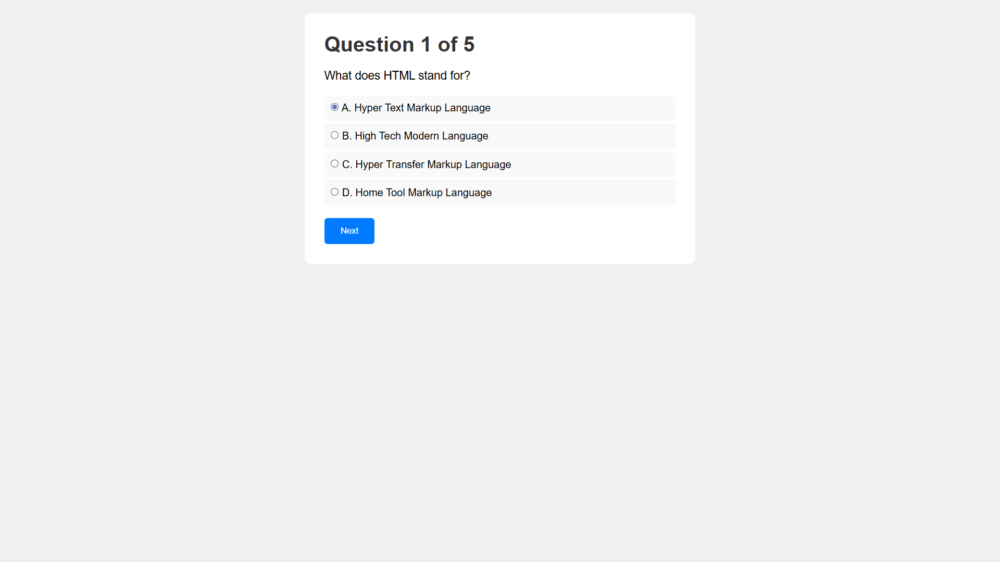 Question 1 of 5
What does HTML stand for?
A. Hyper Text Markup Language
B. High Tech Modern Language
C. Hyper Transfer Markup Language
D. Home Tool Markup Language
Next